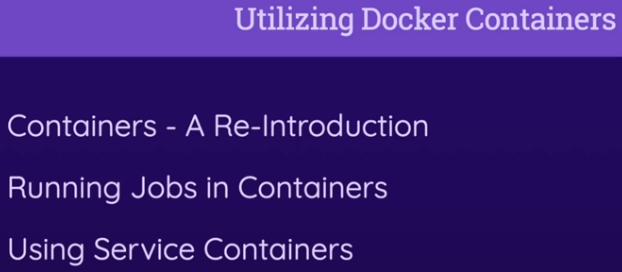 Utilizing Docker Containers
Containers - A Re-Introduction
Running Jobs in Containers
Using Service Containers